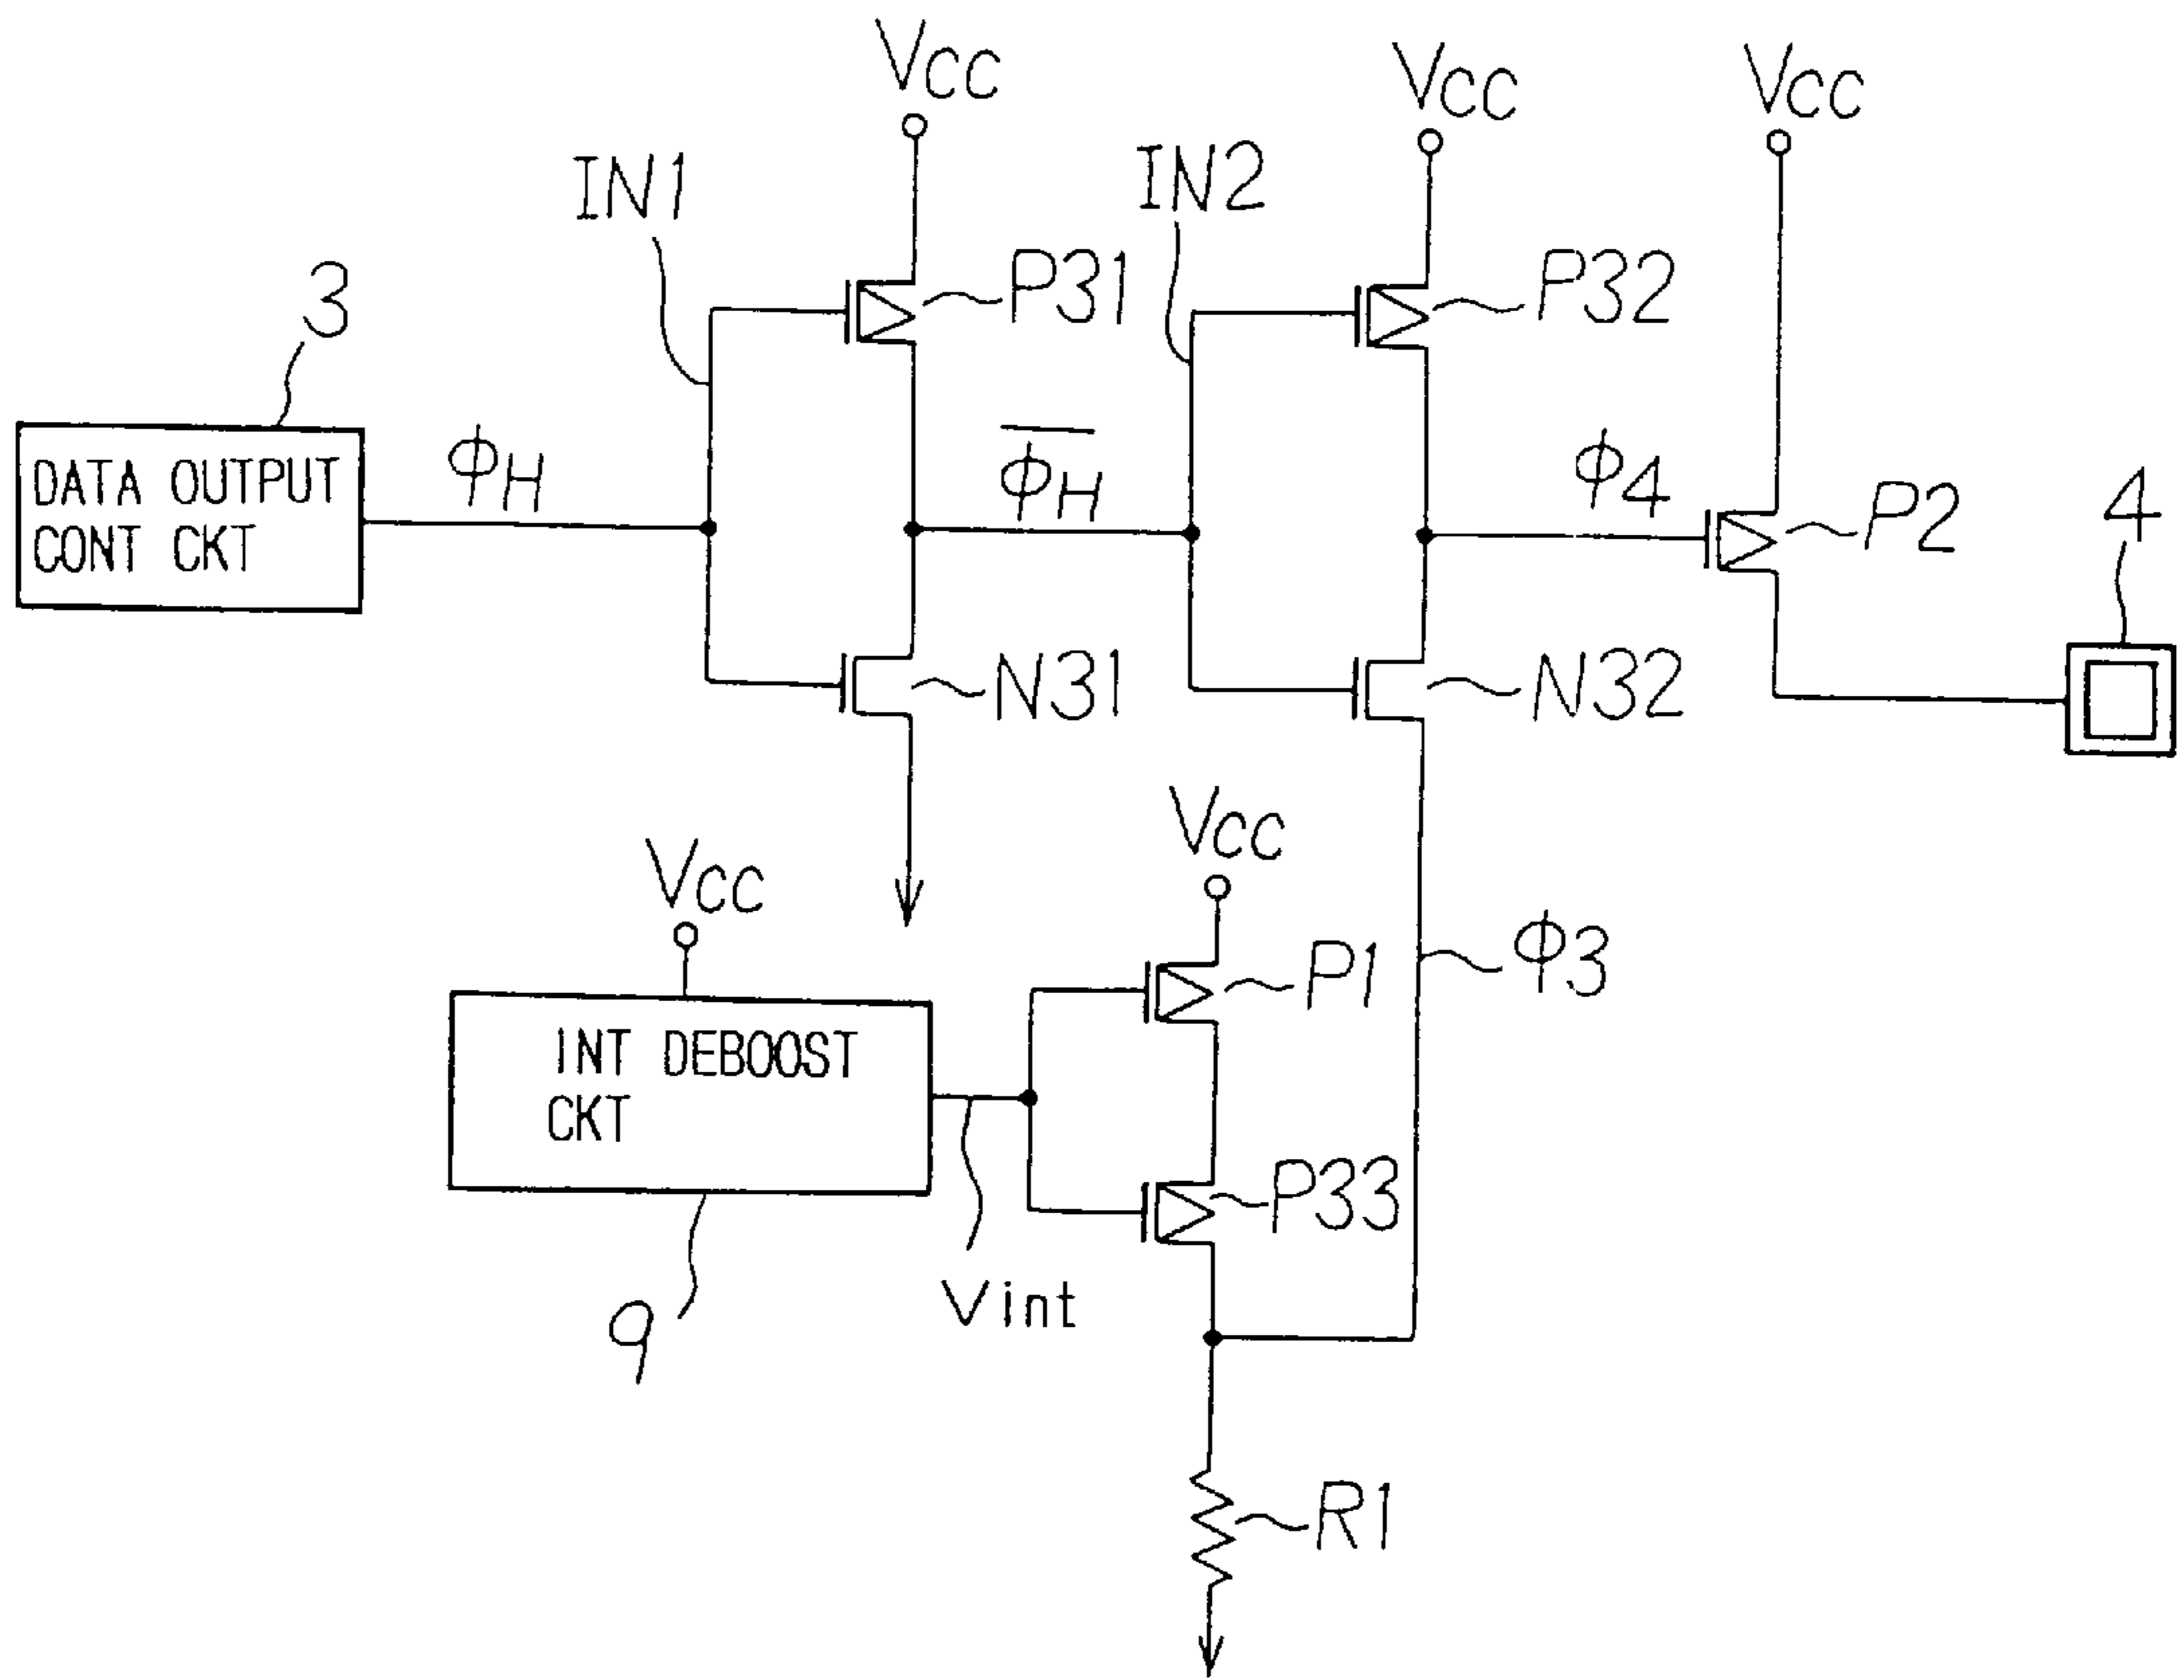 VCC
VCC
VCC
IN1
IN2
P31
P32
3
DATA OUTPUT
CONT CKT
ΦH
Φ̅H̅
Φ4
P2
4
N31
N32
VCC
VCC
INT DEBOOST
CKT
P1
Φ3
P33
Vint
9
R1